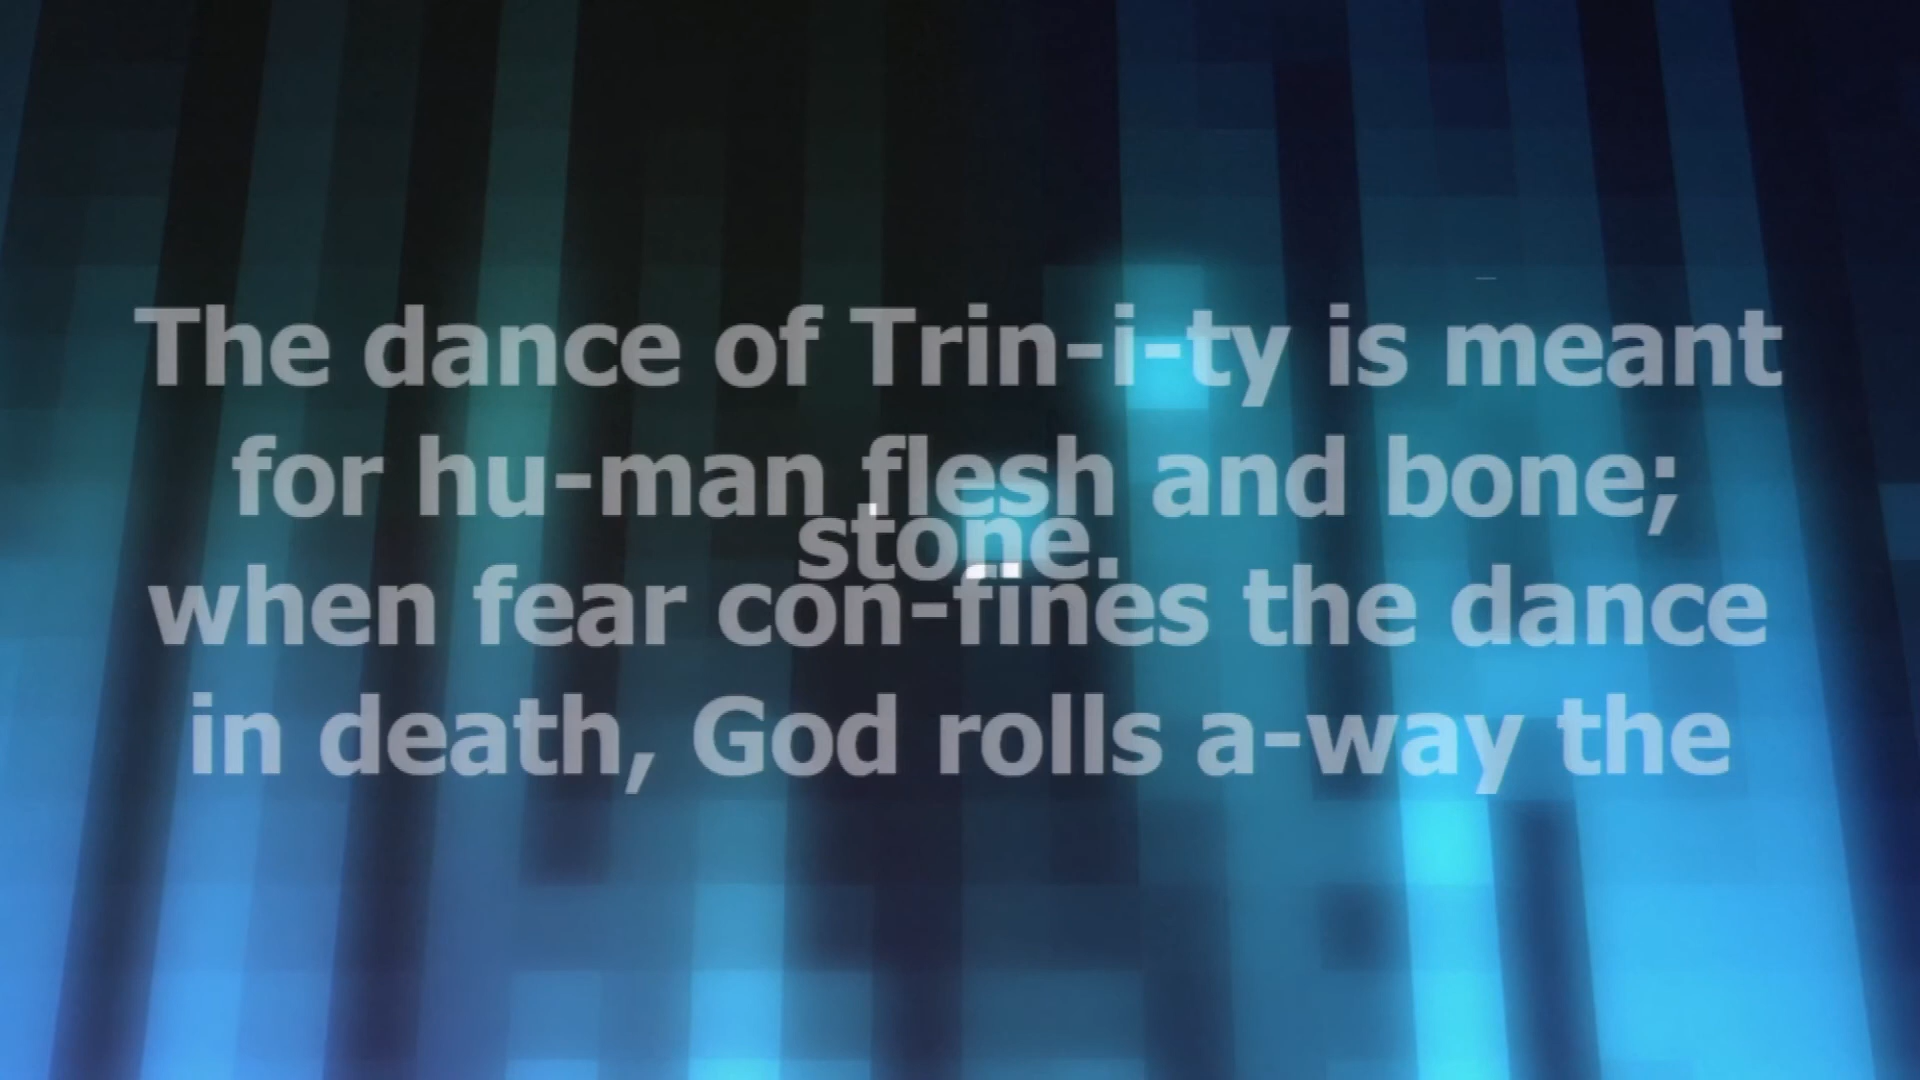 The dance of Trin-i-ty is meant
for hu-man flesh and bone;
stone.
when fear con-fines the dance
in death, God rolls a-way the